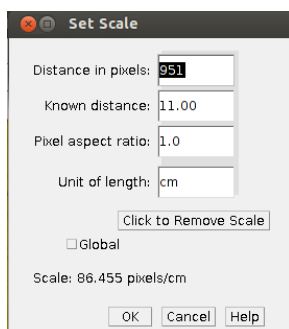 Set Scale
Distance in pixels: 951
Known distance: 11.00
Pixel aspect ratio: 1.0
Unit of length: cm
Click to Remove Scale
Global
Scale: 86.455 pixels/cm
OK Cancel Help